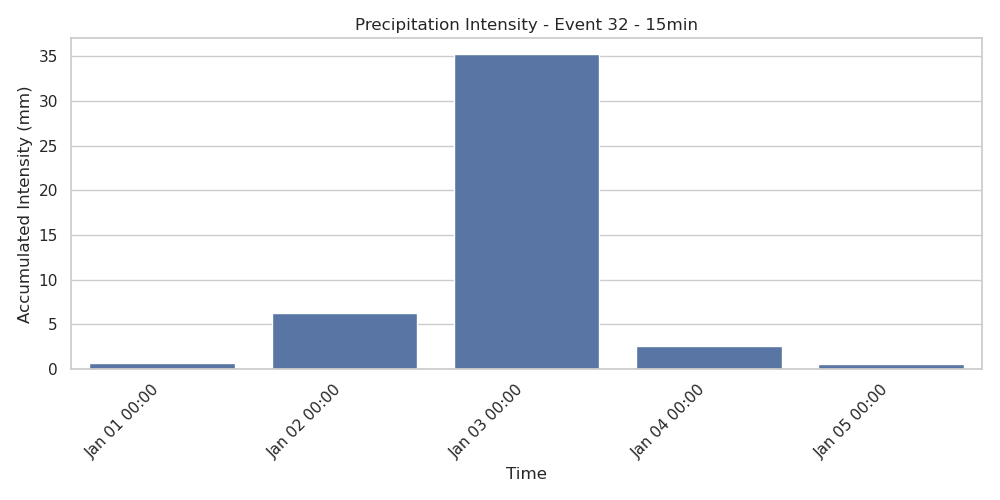 Precipitation Intensity - Event 32 - 15min
Accumulated Intensity (mm)
35
30
25
20
15
10
5
0
Jan 01 00:00
Jan 02 00:00
Jan 03 00:00
Jan 04 00:00
Jan 05 00:00
Time